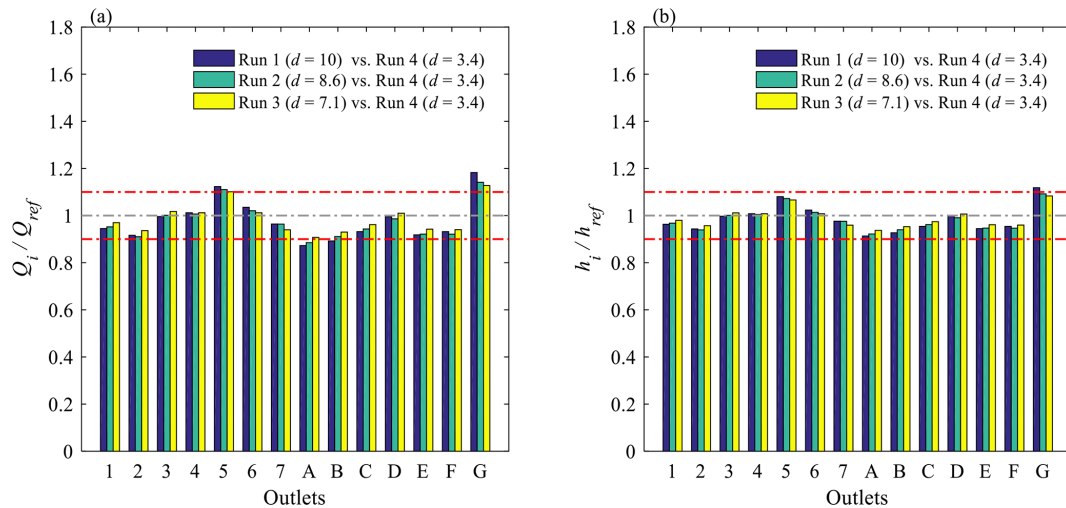 (a)
1.8
1.6
1.4
1.2
1
0.8
0.6
0.4
0.2
0
Q_i / Q_ref
Run 1 (d = 10) vs. Run 4 (d = 3.4)
Run 2 (d = 8.6) vs. Run 4 (d = 3.4)
Run 3 (d = 7.1) vs. Run 4 (d = 3.4)
1 2 3 4 5 6 7 A B C D E F G
Outlets
(b)
1.8
1.6
1.4
1.2
1
0.8
0.6
0.4
0.2
0
h_i / h_ref
Run 1 (d = 10) vs. Run 4 (d = 3.4)
Run 2 (d = 8.6) vs. Run 4 (d = 3.4)
Run 3 (d = 7.1) vs. Run 4 (d = 3.4)
1 2 3 4 5 6 7 A B C D E F G
Outlets